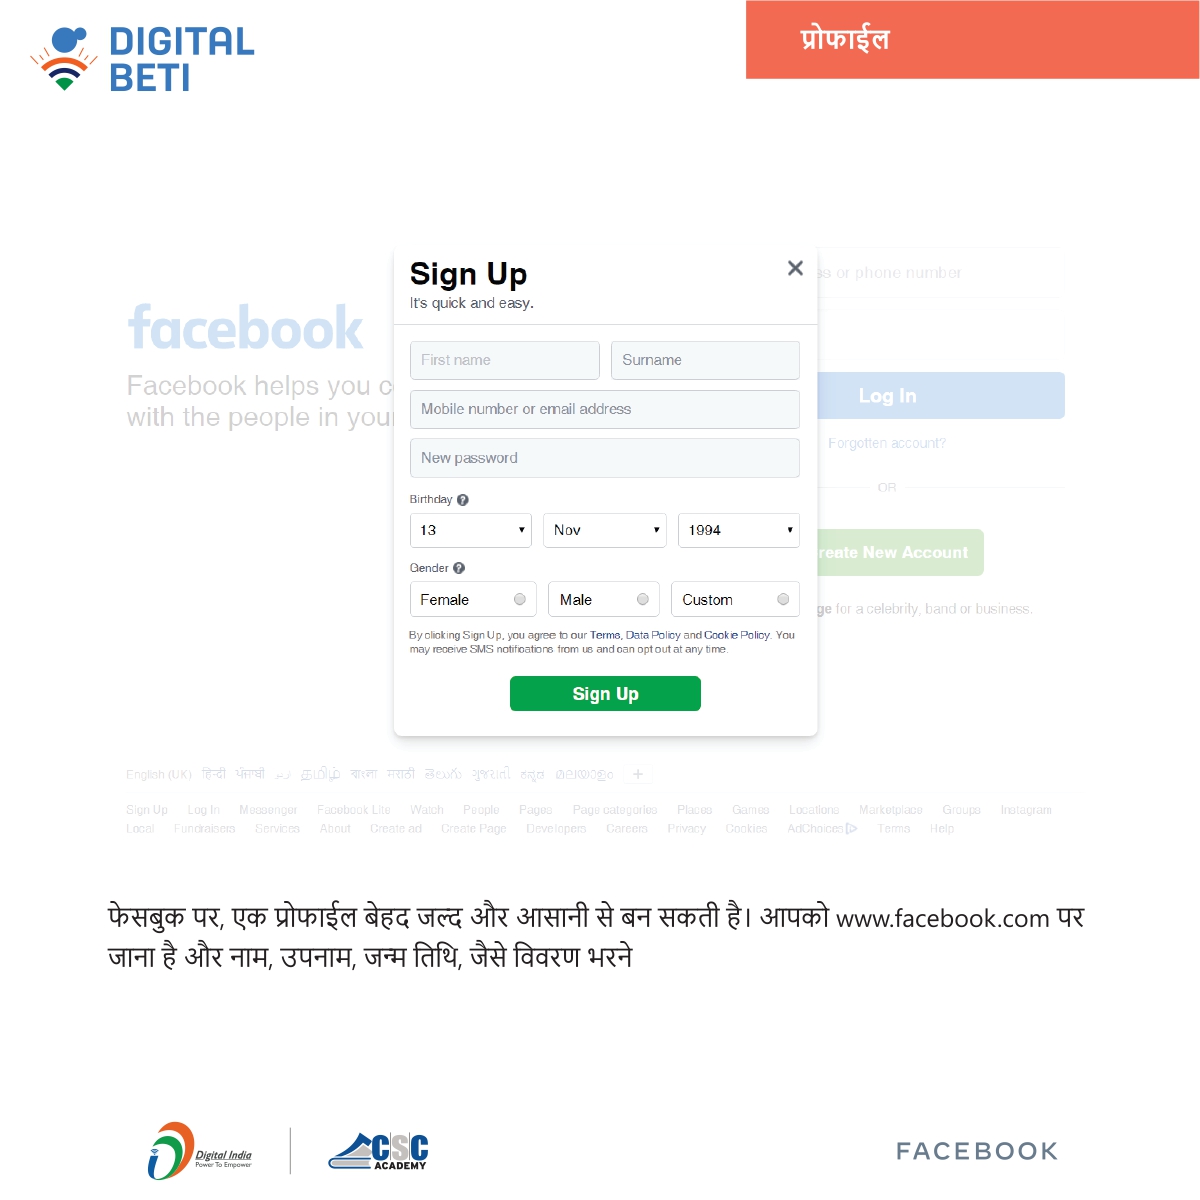 DIGITAL
BETI
प्रोफाईल
Sign Up
It's quick and easy.
First name
Surname
Mobile number or email address
New password
Birthday
13
Nov
1994
Gender
Female
Male
Custom
By clicking Sign Up, you agree to our Terms, Data Policy and Cookie Policy. You
may receive SMS notifications from us and can opt out at any time.
Sign Up
facebook
Facebook helps you c
with the people in your
or phone number
Log In
Forgotten account?
OR
reate New Account
ge for a celebrity, band or business.
English (UK) हिन्दी ਪੰਜਾਬੀ اردو தமிழ் বাংলা मराठी తెలుగు ગુજરાતી ಕನ್ನಡ മലയാളം +
Sign Up Log In Messenger Facebook Lite Watch People Pages Page categories Places Games Locations Marketplace Groups Instagram
Local Fundraisers Services About Create ad Create Page Developers Careers Privacy Cookies AdChoices Terms Help
फेसबुक पर, एक प्रोफाईल बेहद जल्द और आसानी से बन सकती है। आपको www.facebook.com पर
जाना है और नाम, उपनाम, जन्म तिथि, जैसे विवरण भरने
Digital India
Power To Empower
CSC
ACADEMY
FACEBOOK